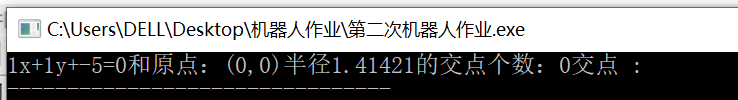 C:\Users\DELL\Desktop\机器人作业\第二次机器人作业.exe
1x+1y+-5=0和原点: (0,0)半径1.41421的交点个数: 0交点 :
--------------------------------